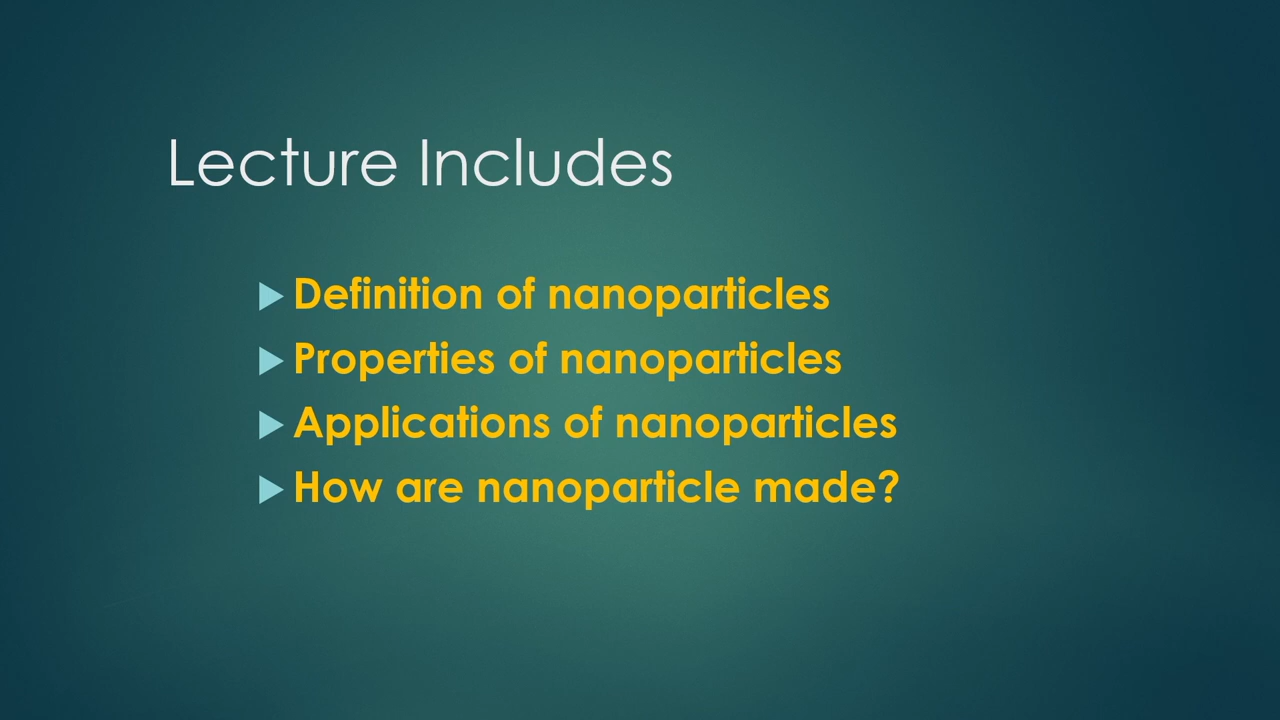 Lecture Includes
Definition of nanoparticles
Properties of nanoparticles
Applications of nanoparticles
How are nanoparticle made?